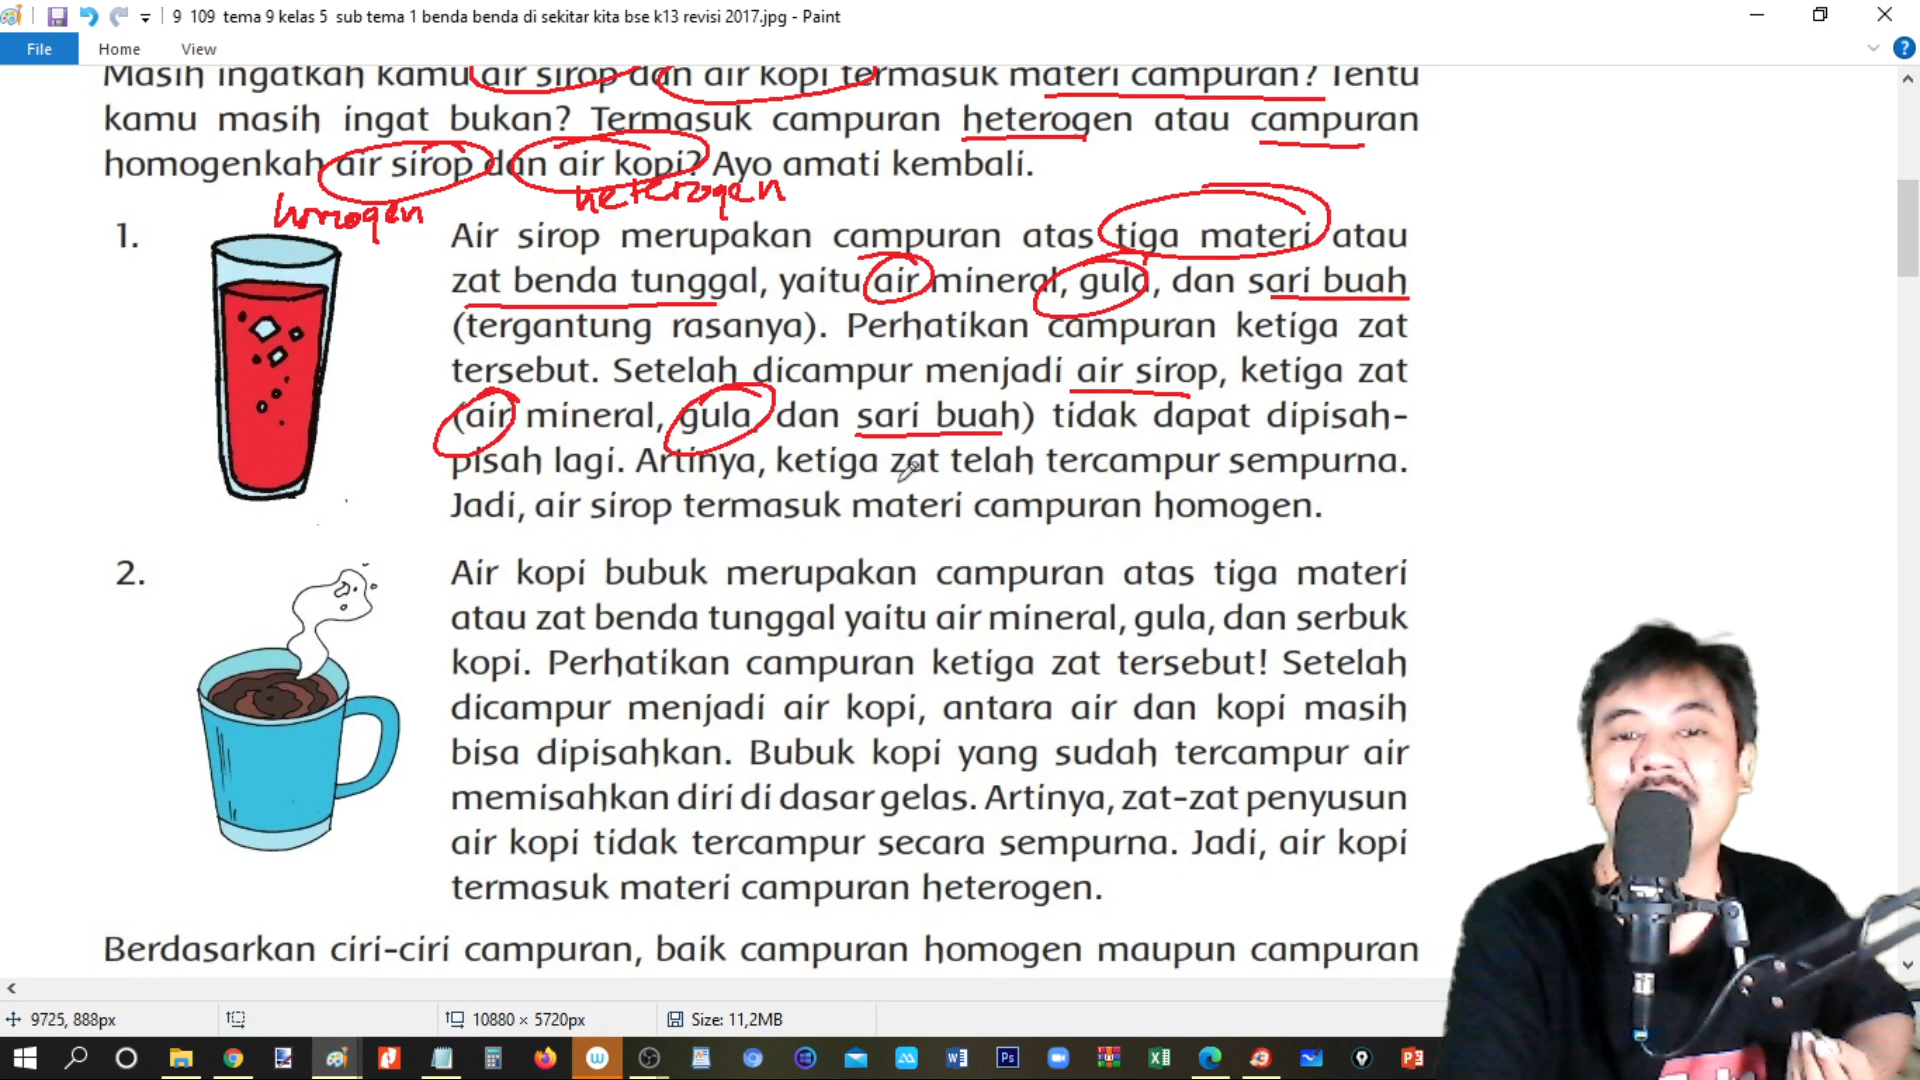 9 109 tema 9 kelas 5 sub tema 1 benda benda di sekitar kita bse k13 revisi 2017.jpg - Paint
File Home View
Masih ingatkah kamu air sirop dan air kopi termasuk materi campuran? Tentu
kamu masih ingat bukan? Termasuk campuran heterogen atau campuran
homogenkah air sirop dan air kopi? Ayo amati kembali.
homogen heterogen
1. Air sirop merupakan campuran atas tiga materi atau
zat benda tunggal, yaitu air mineral, gula, dan sari buah
(tergantung rasanya). Perhatikan campuran ketiga zat
tersebut. Setelah dicampur menjadi air sirop, ketiga zat
(air mineral, gula, dan sari buah) tidak dapat dipisah-
pisah lagi. Artinya, ketiga zat telah tercampur sempurna.
Jadi, air sirop termasuk materi campuran homogen.
2. Air kopi bubuk merupakan campuran atas tiga materi
atau zat benda tunggal yaitu air mineral, gula, dan serbuk
kopi. Perhatikan campuran ketiga zat tersebut! Setelah
dicampur menjadi air kopi, antara air dan kopi masih
bisa dipisahkan. Bubuk kopi yang sudah tercampur air
memisahkan diri di dasar gelas. Artinya, zat-zat penyusun
air kopi tidak tercampur secara sempurna. Jadi, air kopi
termasuk materi campuran heterogen.
Berdasarkan ciri-ciri campuran, baik campuran homogen maupun campuran
9725, 888px 10880 × 5720px Size: 11,2MB